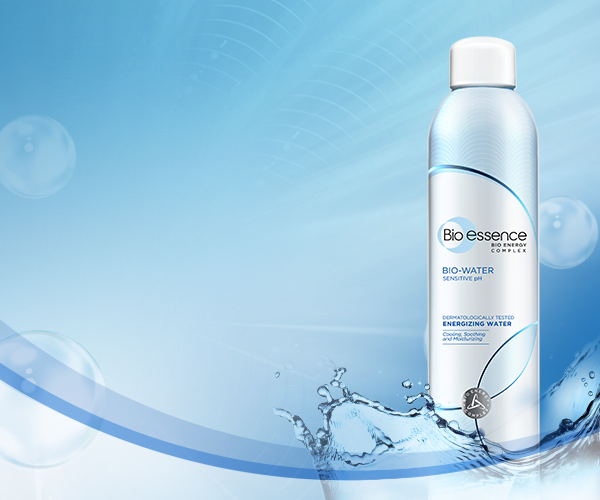 Bio essence
BIO ENERGY
COMPLEX
BIO-WATER
SENSITIVE pH
DERMATOLOGICALLY TESTED
ENERGIZING WATER
Cooling, Soothing
and Moisturizing